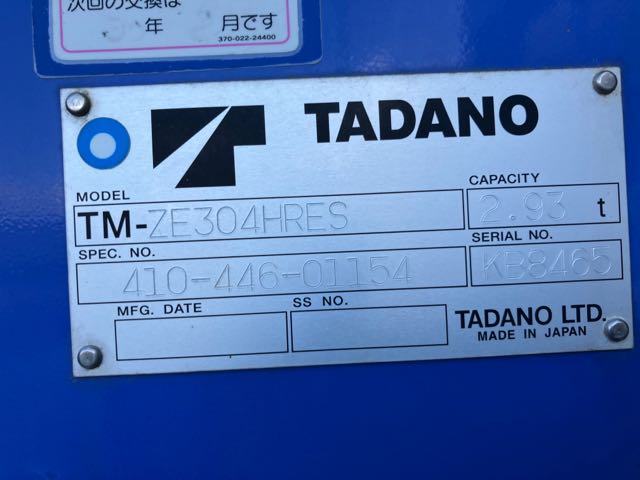 次回の交換は
年 月です
370-022-24400
TADANO
MODEL
TM-ZE304HRES
CAPACITY
2.93 t
SPEC. NO.
410-446-01154
SERIAL NO.
KB8465
MFG. DATE
SS NO.
TADANO LTD.
MADE IN JAPAN